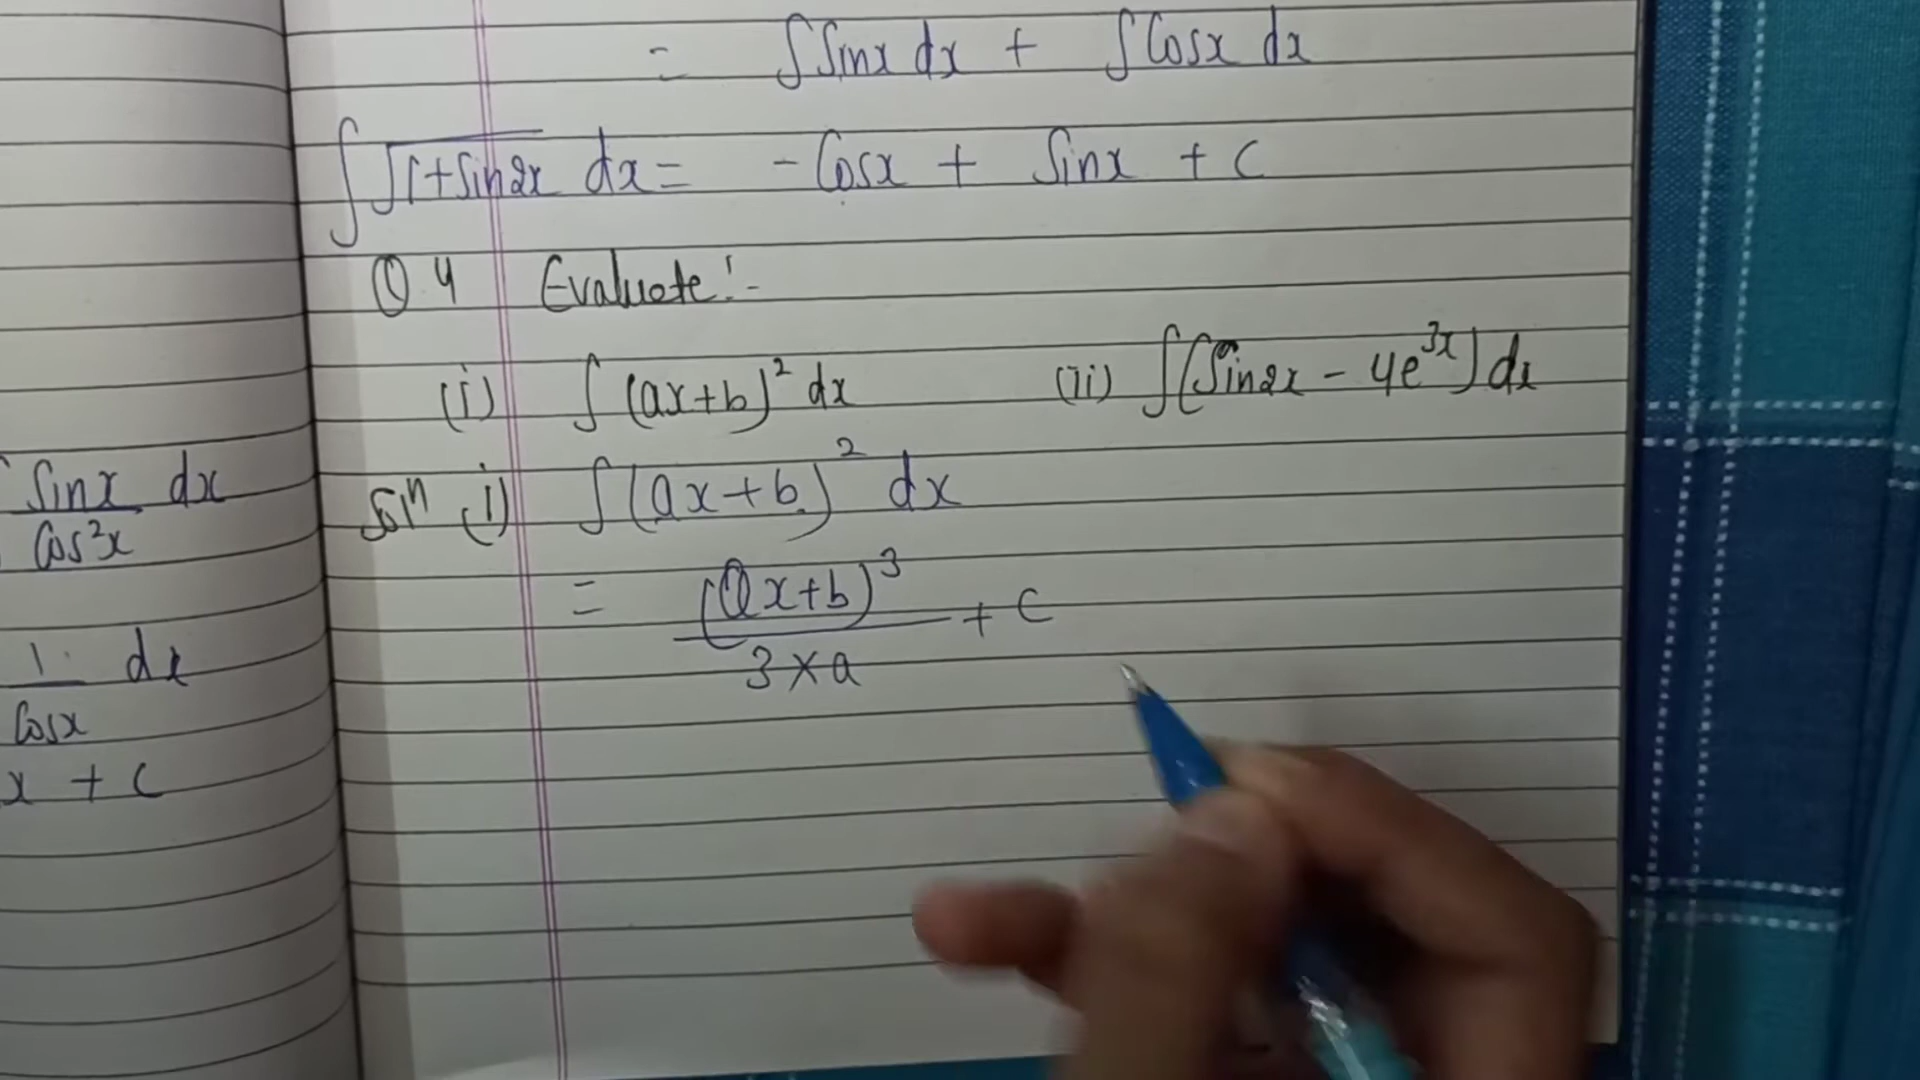 sinx dx
cos²x
1 dx
cosx
x + c
= ∫sinx dx + ∫cosx dx
∫√1+sin2x dx = -cosx + sinx + c
Q 4 Evaluate:-
(i) ∫(ax+b)² dx (ii) ∫(sin2x - 4e³ˣ) dx
Solⁿ (i) ∫(ax+b)² dx
= (ax+b)³ + c
3×a